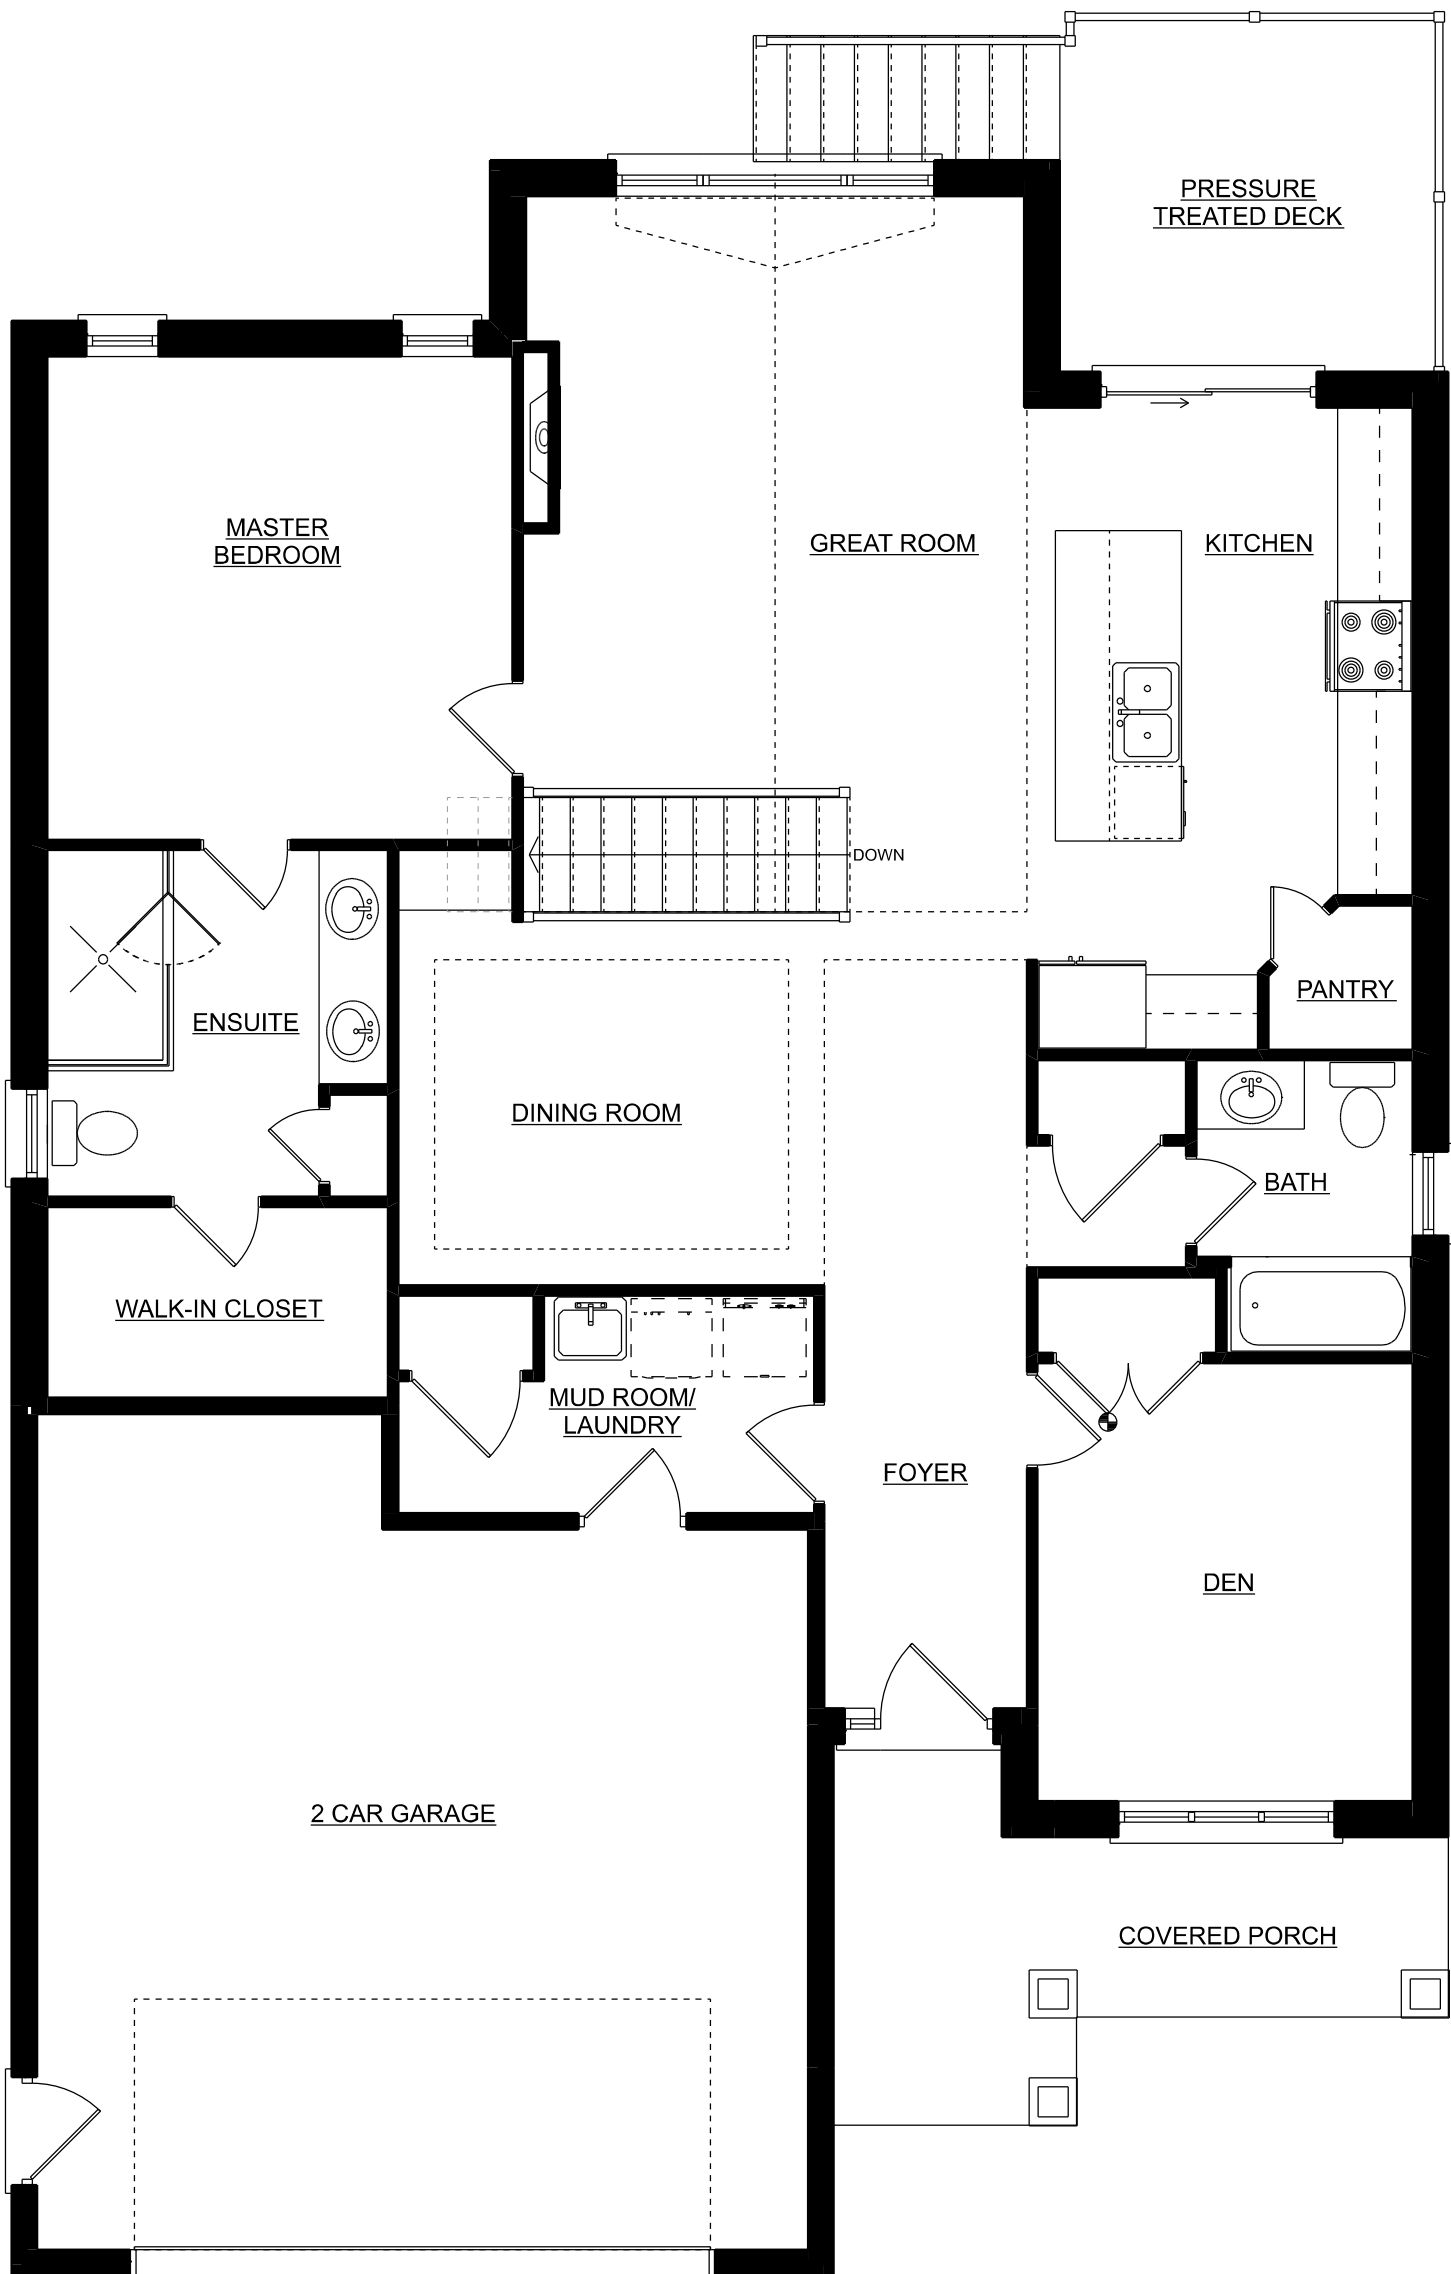 PRESSURE
TREATED DECK
MASTER
BEDROOM
GREAT ROOM
KITCHEN
DOWN
PANTRY
ENSUITE
DINING ROOM
BATH
WALK-IN CLOSET
MUD ROOM/
LAUNDRY
FOYER
DEN
2 CAR GARAGE
COVERED PORCH